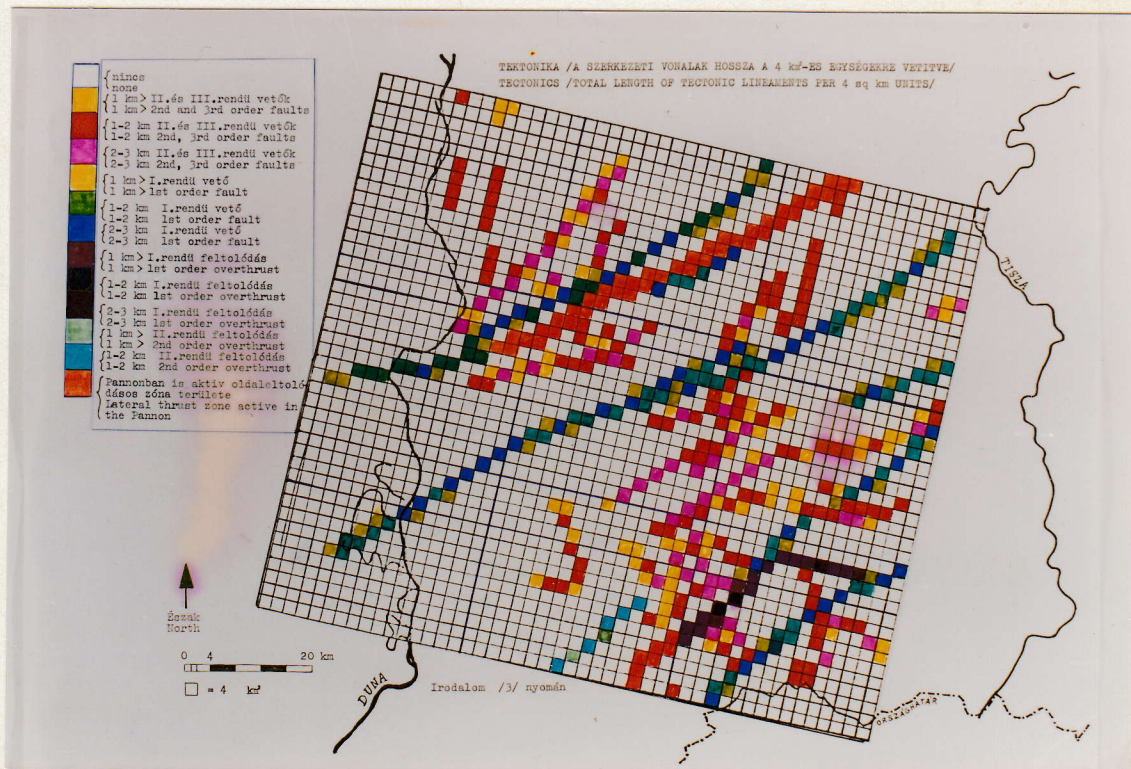 TEKTONIKA /A SZERKEZETI VONALAK HOSSZA A 4 km²-ES EGYSÉGEKRE VETITVE/
TECTONICS /TOTAL LENGTH OF TECTONIC LINEAMENTS PER 4 sq km UNITS/
nincs
none
1 km> II.és III.rendü vetők
1 km> 2nd and 3rd order faults
1-2 km II.és III.rendü vetők
1-2 km 2nd, 3rd order faults
2-3 km II.és III.rendü vetők
2-3 km 2nd, 3rd order faults
1 km> I.rendü vető
1 km> 1st order fault
1-2 km I.rendü vető
1-2 km 1st order fault
2-3 km I.rendü vető
2-3 km 1st order fault
1 km> I.rendü feltolódás
1 km> 1st order overthrust
1-2 km I.rendü feltolódás
1-2 km 1st order overthrust
2-3 km I.rendü feltolódás
2-3 km 1st order overthrust
1 km> II.rendü feltolódás
1 km> 2nd order overthrust
1-2 km II.rendü feltolódás
1-2 km 2nd order overthrust
Pannonban is aktiv oldaleltoló-
dásos zóna területe
Lateral thrust zone active in
the Pannon
TISZA
Észak
North
0 4 20 km
= 4 km²
DUNA
Irodalom /3/ nyomán
ORSZÁGHATÁR